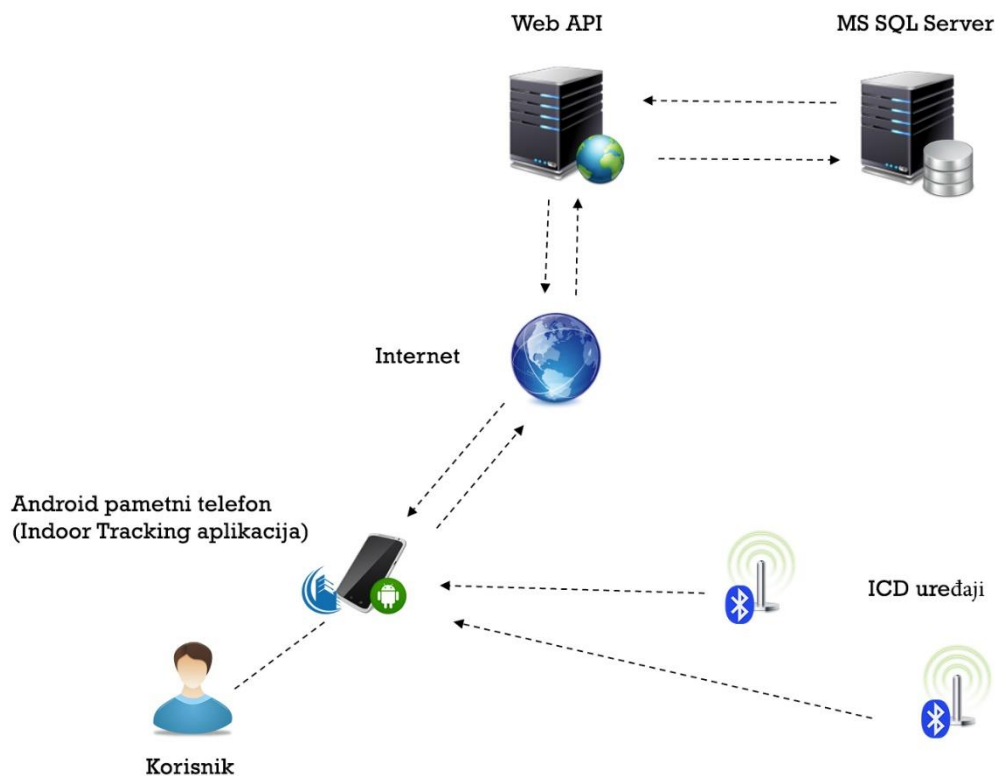 Web API
MS SQL Server
Internet
Android pametni telefon
(Indoor Tracking aplikacija)
ICD uređaji
Korisnik